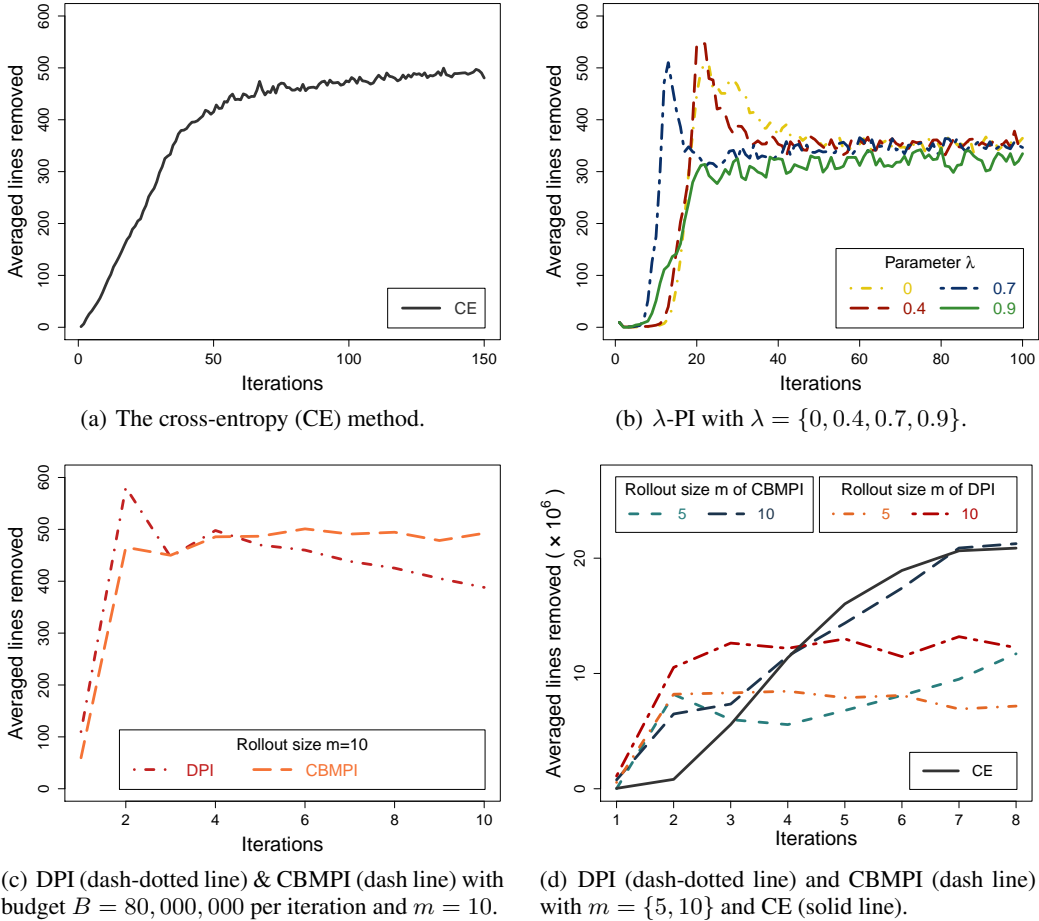 Averaged lines removed
600
500
400
300
200
100
0
CE
0 50 100 150
Iterations
(a) The cross-entropy (CE) method.
Averaged lines removed
600
500
400
300
200
100
0
Parameter λ
0 0.7
0.4 0.9
0 20 40 60 80 100
Iterations
(b) λ-PI with λ = {0, 0.4, 0.7, 0.9}.
Averaged lines removed
600
500
400
300
200
100
0
Rollout size m=10
DPI CBMPI
2 4 6 8 10
Iterations
(c) DPI (dash-dotted line) & CBMPI (dash line) with
budget B = 80, 000, 000 per iteration and m = 10.
Averaged lines removed ( × 10⁶ )
20
10
0
Rollout size m of CBMPI
5 10
Rollout size m of DPI
5 10
CE
1 2 3 4 5 6 7 8
Iterations
(d) DPI (dash-dotted line) and CBMPI (dash line)
with m = {5, 10} and CE (solid line).